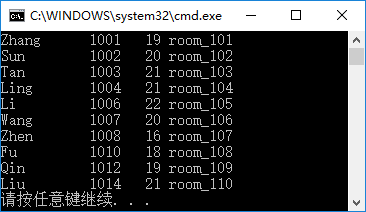 C:\WINDOWS\system32\cmd.exe
Zhang 1001 19 room_101
Sun 1002 20 room_102
Tan 1003 21 room_103
Ling 1004 21 room_104
Li 1006 22 room_105
Wang 1007 20 room_106
Zhen 1008 16 room_107
Fu 1010 18 room_108
Qin 1012 19 room_109
Liu 1014 21 room_110
请按任意键继续. . .